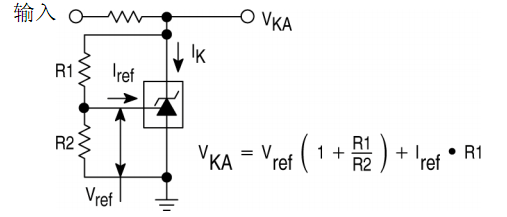 输入
VKA
IK
R1
Iref
R2
Vref
VKA = Vref ( 1 + R1/R2 ) + Iref • R1